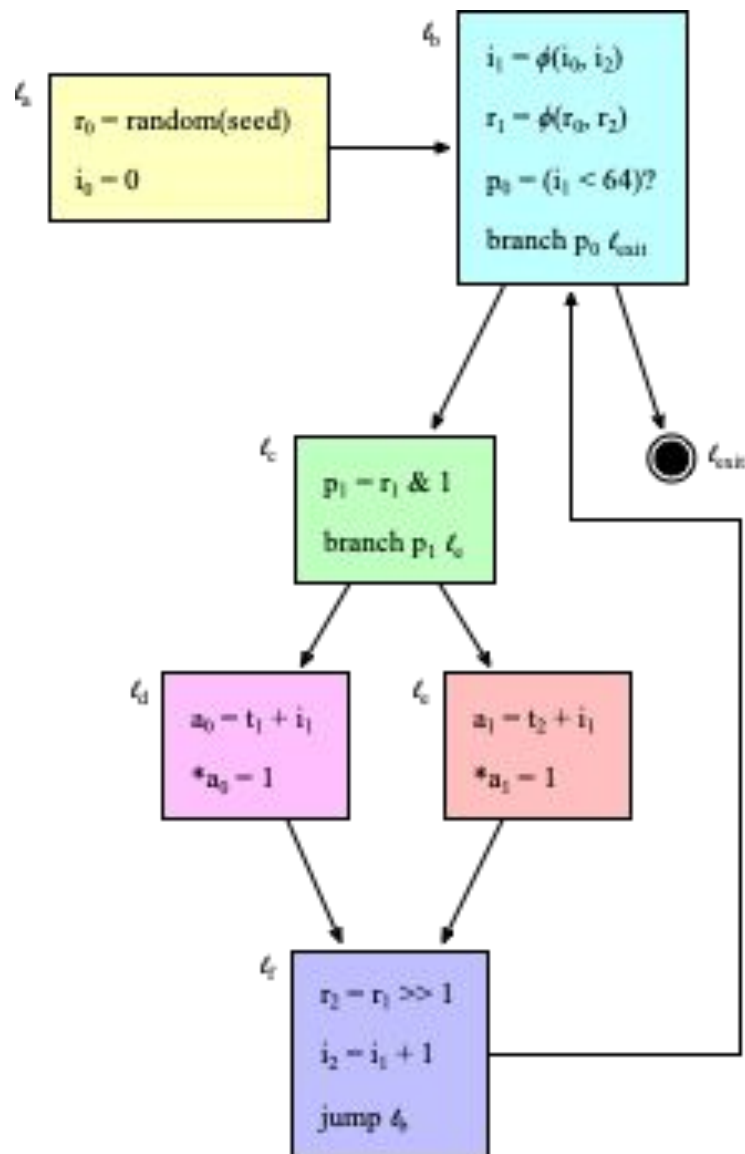 ℓa
r₀ = random(seed)
i₀ = 0
ℓb
i₁ = ϕ(i₀, i₂)
r₁ = ϕ(r₀, r₂)
p₀ = (i₁ < 64)?
branch p₀ ℓexit
ℓexit
ℓc
p₁ = r₁ & 1
branch p₁ ℓe
ℓd
a₀ = t₁ + i₁
*a₀ = 1
ℓe
a₁ = t₂ + i₁
*a₁ = 1
ℓf
r₂ = r₁ >> 1
i₂ = i₁ + 1
jump ℓb